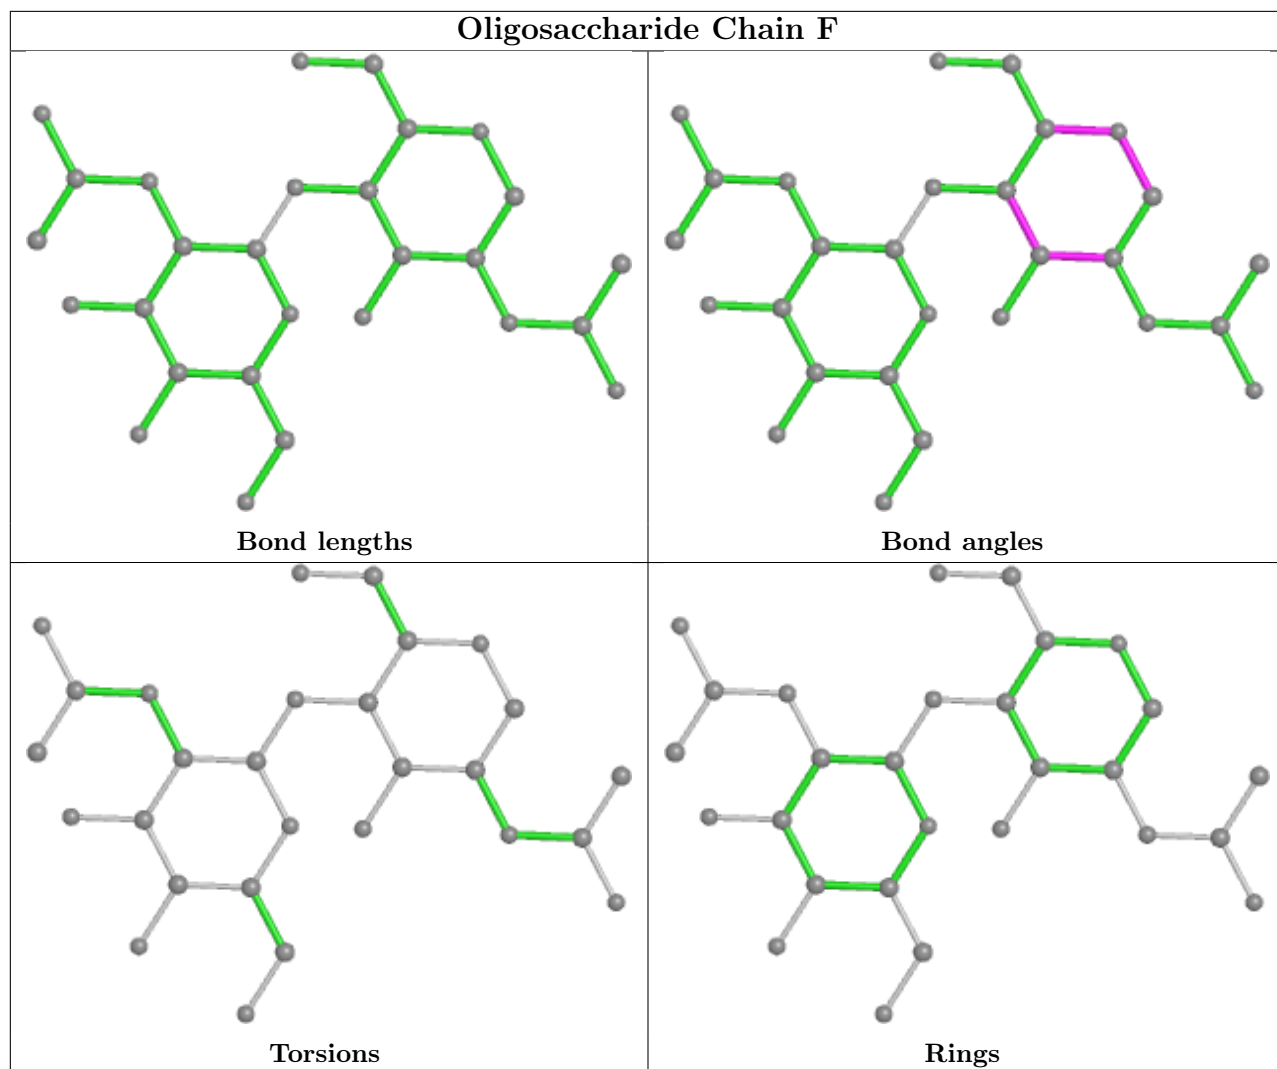 Oligosaccharide Chain F
Bond lengths
Bond angles
Torsions
Rings